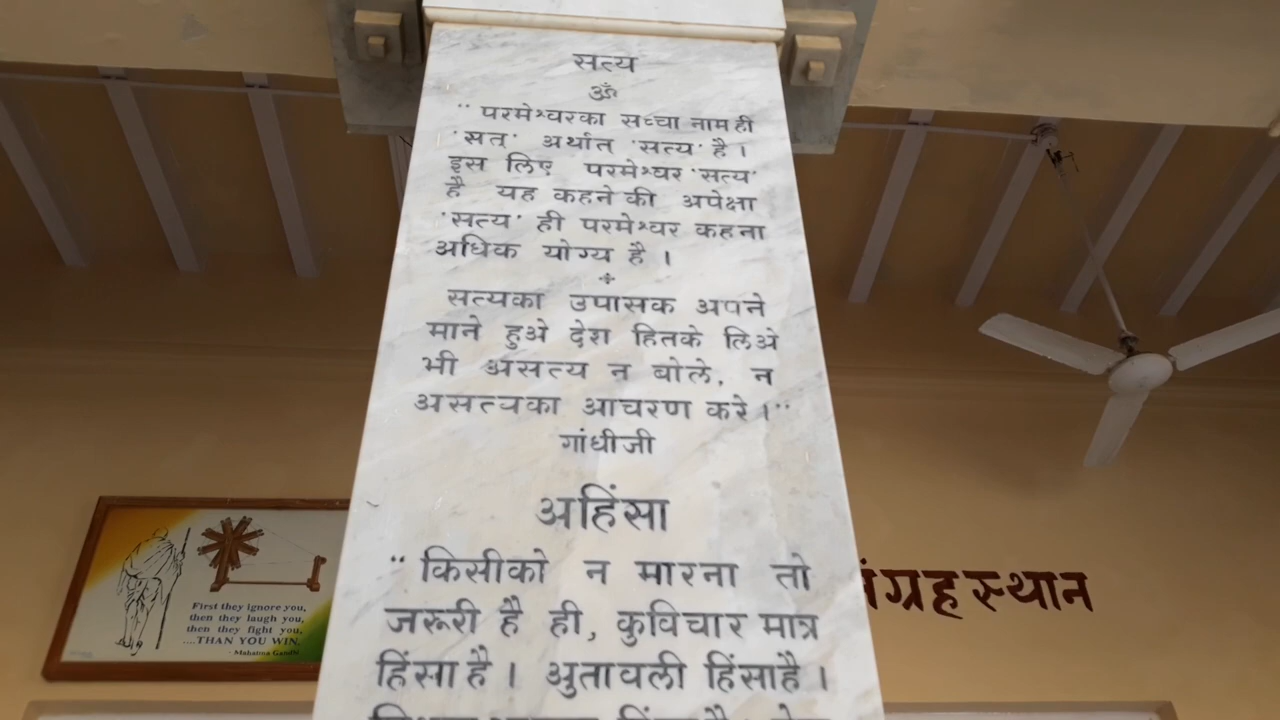 सत्य
ॐ
"परमेश्वरका सच्चा नाम ही
'सत्' अर्थात 'सत्य' है।
इस लिए परमेश्वर 'सत्य'
है यह कहने की अपेक्षा
'सत्य' ही परमेश्वर कहना
अधिक योग्य है।
सत्यका उपासक अपने
माने हुअे देश हितके लिअे
भी असत्य न बोले, न
असत्यका आचरण करे।"
गांधीजी
अहिंसा
"किसीको न मारना तो
जरूरी है ही, कुविचार मात्र
हिंसा है। अुतावली हिंसा है।
First they ignore you,
then they laugh you,
then they fight you,
....THAN YOU WIN.
- Mahatma Gandhi
ंग्रह स्थान